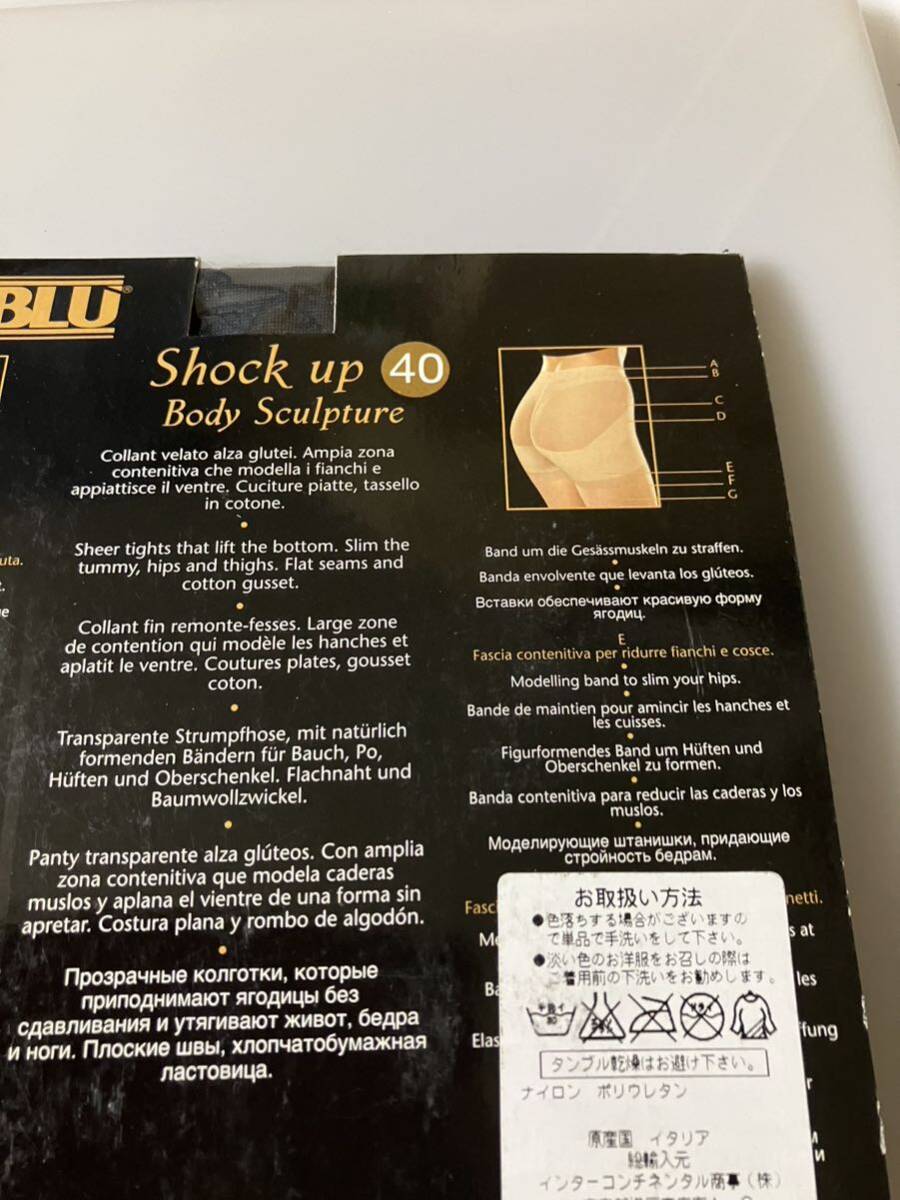 BLU®
Shock up 40
Body Sculpture
Collant velato alza glutei. Ampia zona
contenitiva che modella i fianchi e
appiattisce il ventre. Cuciture piatte, tassello
in cotone.
Sheer tights that lift the bottom. Slim the
tummy, hips and thighs. Flat seams and
cotton gusset.
Collant fin remonte-fesses. Large zone
de contention qui modèle les hanches et
aplatit le ventre. Coutures plates, gousset
coton.
Transparente Strumpfhose, mit natürlich
formenden Bändern für Bauch, Po,
Hüften und Oberschenkel. Flachnaht und
Baumwollzwickel.
Panty transparente alza glúteos. Con amplia
zona contenitiva que modela caderas
muslos y aplana el vientre de una forma sin
apretar. Costura plana y rombo de algodón.
Прозрачные колготки, которые
приподнимают ягодицы без
сдавливания и утягивают живот, бедра
и ноги. Плоские швы, хлопчатобумажная
ластовица.
uta.
A
B
C
D
E
F
G
Band um die Gesässmuskeln zu straffen.
Banda envolvente que levanta los glúteos.
Вставки обеспечивают красивую форму
ягодиц.
E
Fascia contenitiva per ridurre fianchi e cosce.
Modelling band to slim your hips.
Bande de maintien pour amincir les hanches et
les cuisses.
Figurformendes Band um Hüften und
Oberschenkel zu formen.
Banda contenitiva para reducir las caderas y los
muslos.
Моделирующие штанишки, придающие
стройность бедрам.
Fasci netti.
Me s at
Ba les
Elas ffung
r
и
お取扱い方法
●色落ちする場合がございますの
で単品で手洗いをして下さい。
●淡い色のお洋服をお召しの際は
ご着用前の下洗いをお勧めします。
タンブル乾燥はお避け下さい。
ナイロン ポリウレタン
原産国 イタリア
総輸入元
インターコンチネンタル商事(株)